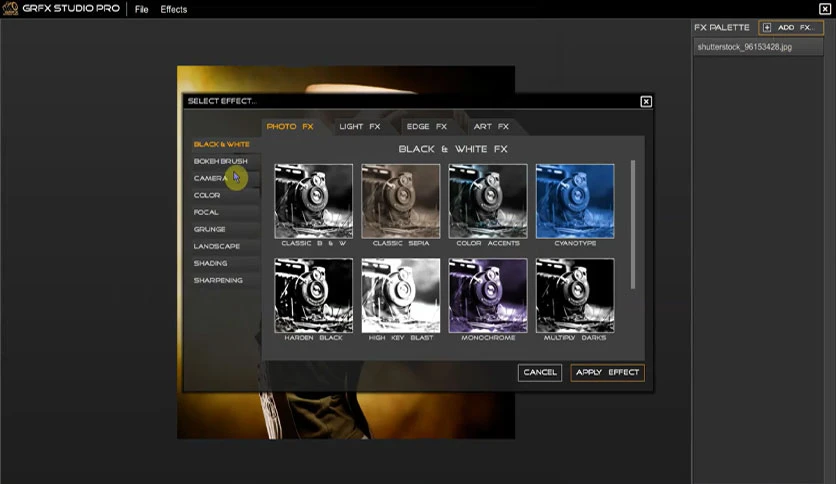 GRFX STUDIO PRO
File
Effects
FX PALETTE
ADD FX...
shutterstock_96153428.jpg
SELECT EFFECT...
PHOTO FX
LIGHT FX
EDGE FX
ART FX
BLACK & WHITE
BOKEH BRUSH
CAMERA
COLOR
FOCAL
GRUNGE
LANDSCAPE
SHADING
SHARPENING
BLACK & WHITE FX
CLASSIC B & W
CLASSIC SEPIA
COLOR ACCENTS
CYANOTYPE
HARDEN BLACK
HIGH KEY BLAST
MONOCHROME
MULTIPLY DARKS
CANCEL
APPLY EFFECT